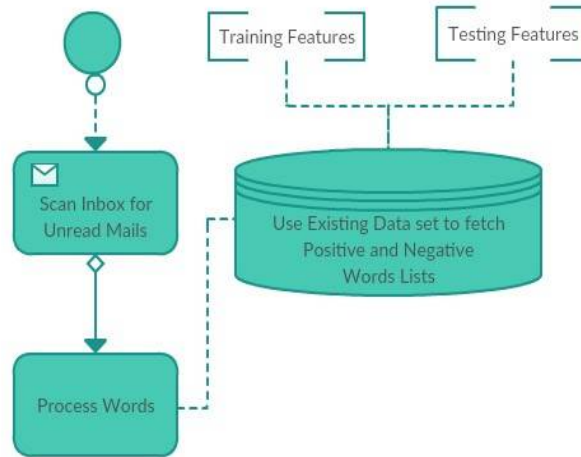 Training Features
Testing Features
Scan Inbox for
Unread Mails
Use Existing Data set to fetch
Positive and Negative
Words Lists
Process Words